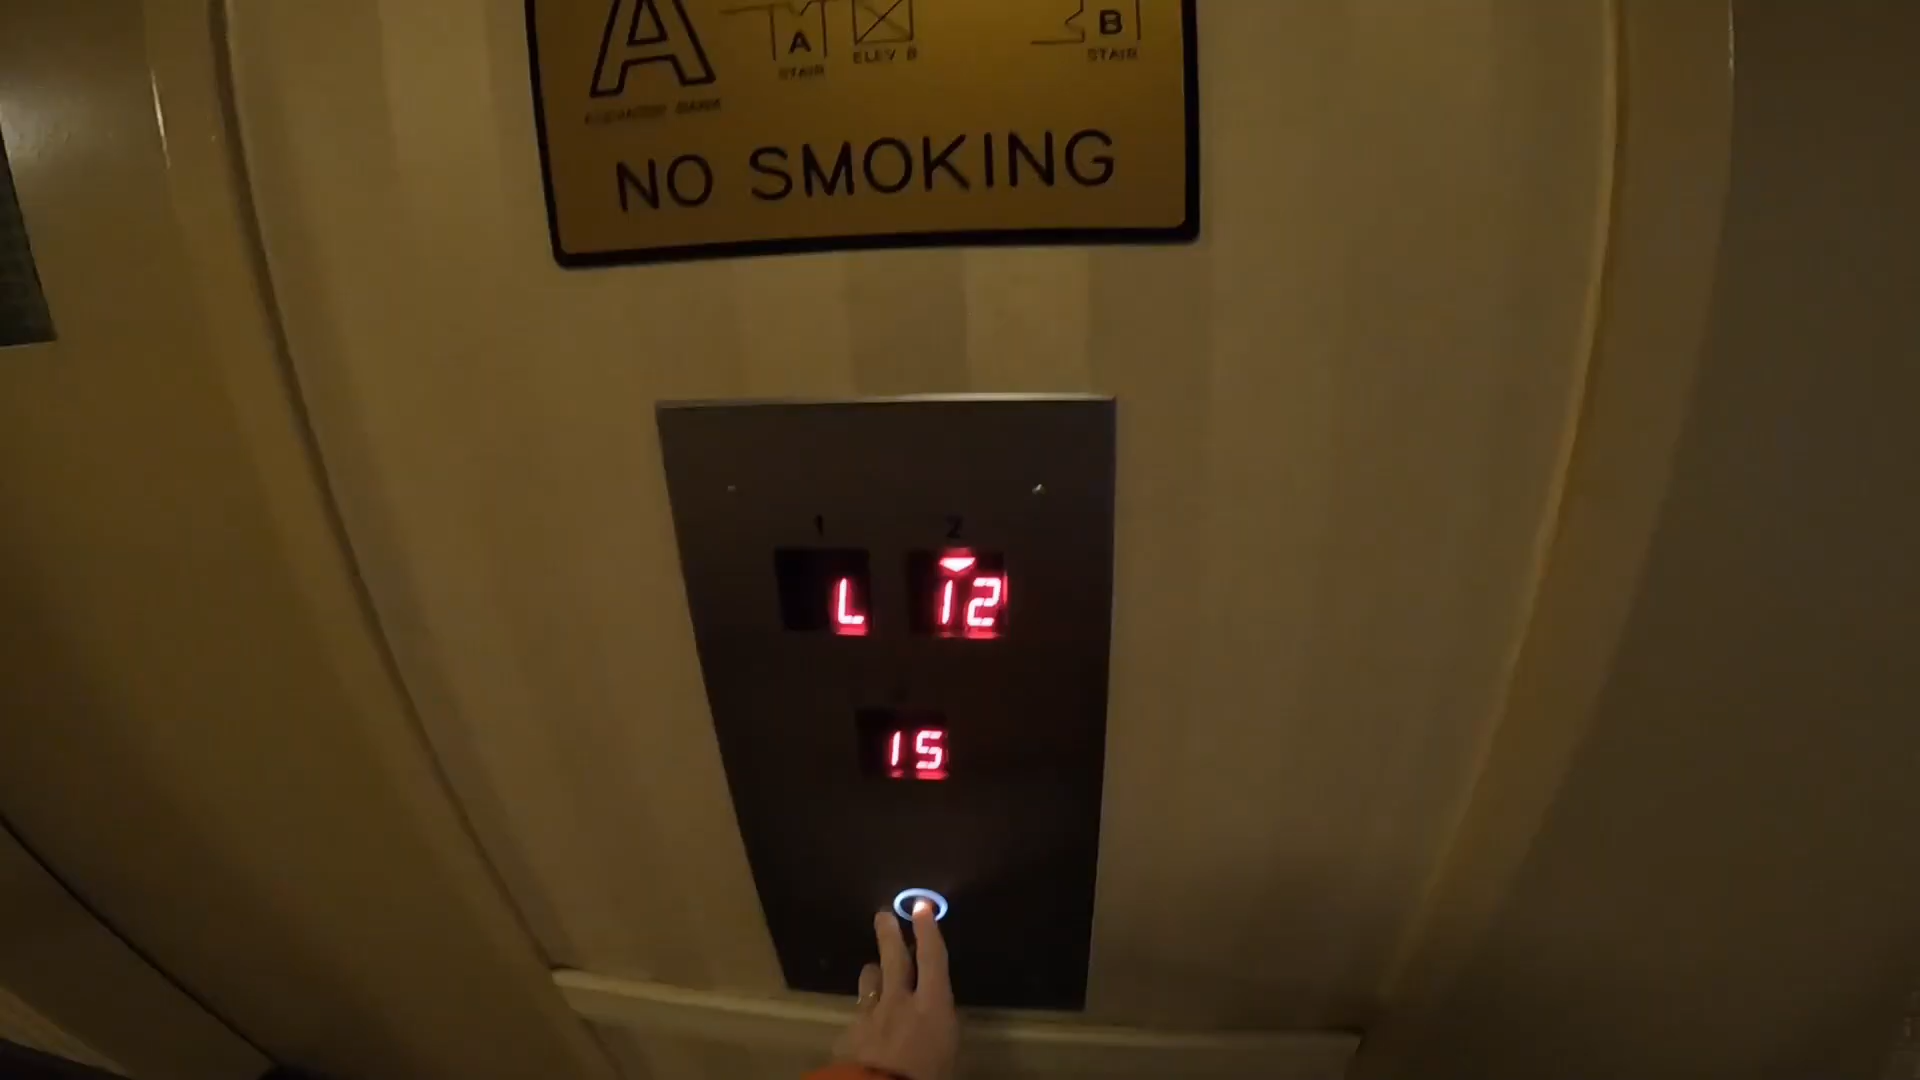 A
A
STAIR
ELEV B
B
STAIR
NO SMOKING
1 2
L 12
15